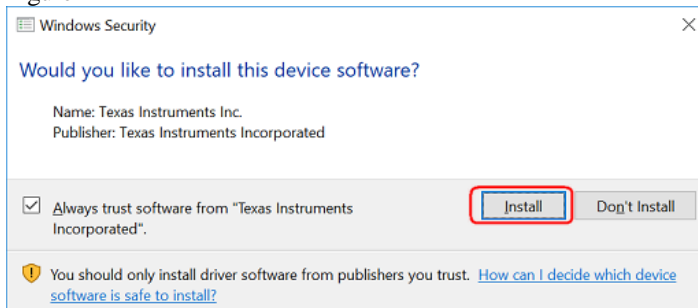 Windows Security
Would you like to install this device software?
Name: Texas Instruments Inc.
Publisher: Texas Instruments Incorporated
Always trust software from "Texas Instruments
Incorporated".
Install
Don't Install
You should only install driver software from publishers you trust. How can I decide which device
software is safe to install?